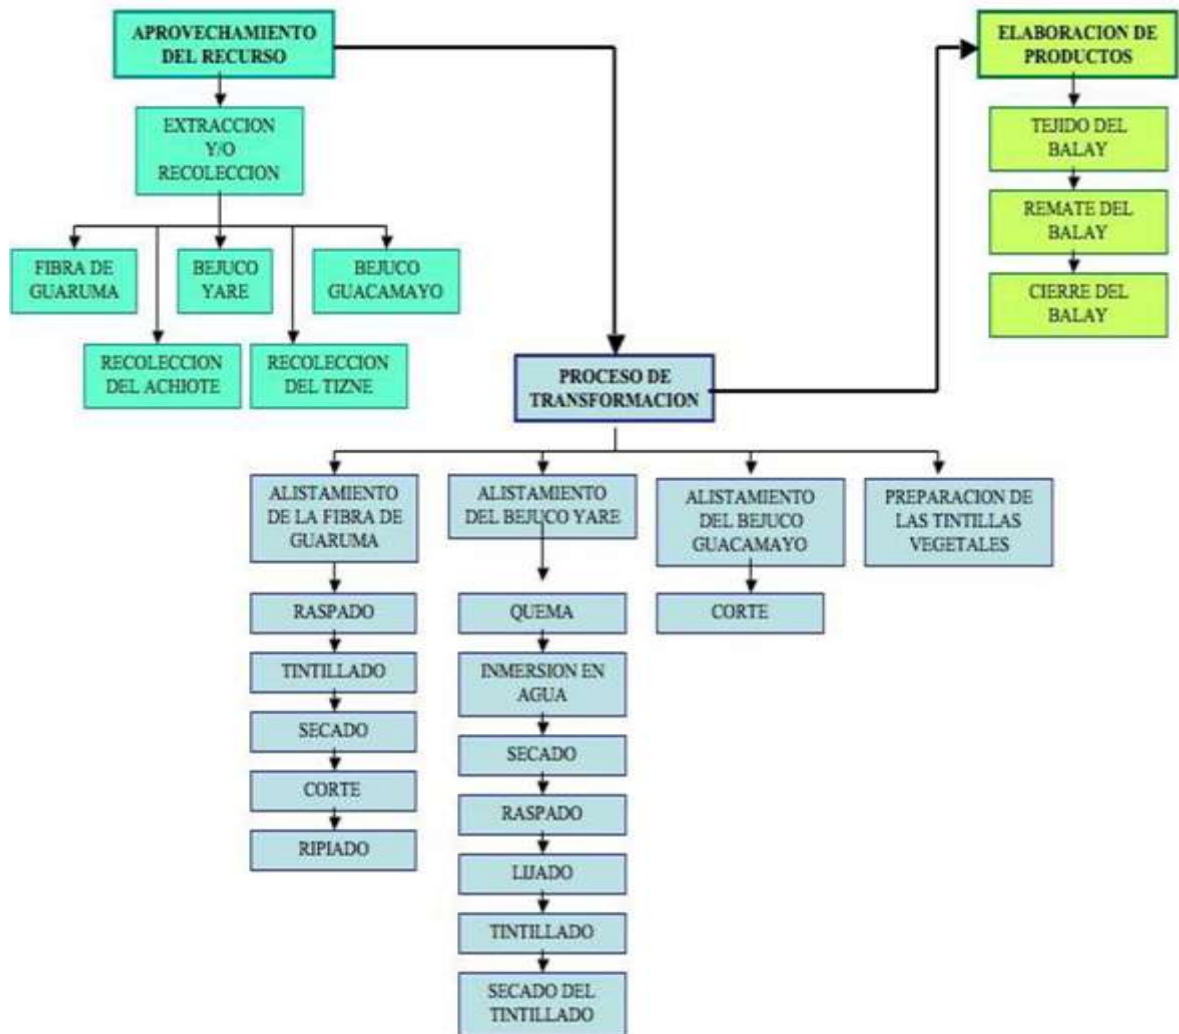 APROVECHAMIENTO
DEL RECURSO
EXTRACCION
Y/O
RECOLECCION
FIBRA DE
GUARUMA
BEJUCO
YARE
BEJUCO
GUACAMAYO
RECOLECCION
DEL ACHIOTE
RECOLECCION
DEL TIZNE
ELABORACION DE
PRODUCTOS
TEJIDO DEL
BALAY
REMATE DEL
BALAY
CIERRE DEL
BALAY
PROCESO DE
TRANSFORMACION
ALISTAMIENTO
DE LA FIBRA DE
GUARUMA
RASPADO
TINTILLADO
SECADO
CORTE
RIPIADO
ALISTAMIENTO
DEL BEJUCO YARE
QUEMA
INMERSION EN
AGUA
SECADO
RASPADO
LIJADO
TINTILLADO
SECADO DEL
TINTILLADO
ALISTAMIENTO
DEL BEJUCO
GUACAMAYO
CORTE
PREPARACION DE
LAS TINTILLAS
VEGETALES